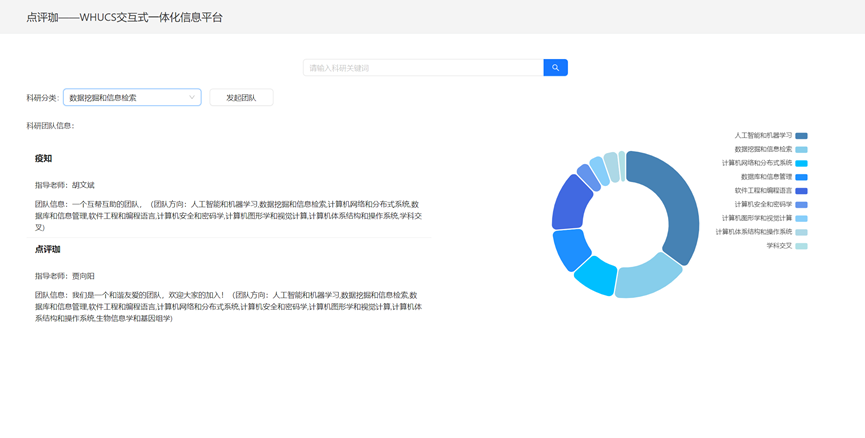 点评珈——WHUCS交互式一体化信息平台
请输入科研关键词
科研分类： 数据挖掘和信息检索 发起团队
科研团队信息：
疫知
指导老师：胡文斌
团队信息：一个互帮互助的团队，（团队方向：人工智能和机器学习,数据挖掘和信息检索,计算机网络和分布式系统,数
据库和信息管理,软件工程和编程语言,计算机安全和密码学,计算机图形学和视觉计算,计算机体系结构和操作系统,学科交
叉）
点评珈
指导老师：贾向阳
团队信息：我们是一个和谐友爱的团队，欢迎大家的加入！（团队方向：人工智能和机器学习,数据挖掘和信息检索,数
据库和信息管理,软件工程和编程语言,计算机网络和分布式系统,计算机安全和密码学,计算机图形学和视觉计算,计算机体
系结构和操作系统,生物信息学和基因组学）
人工智能和机器学习
数据挖掘和信息检索
计算机网络和分布式系统
数据库和信息管理
软件工程和编程语言
计算机安全和密码学
计算机图形学和视觉计算
计算机体系结构和操作系统
学科交叉